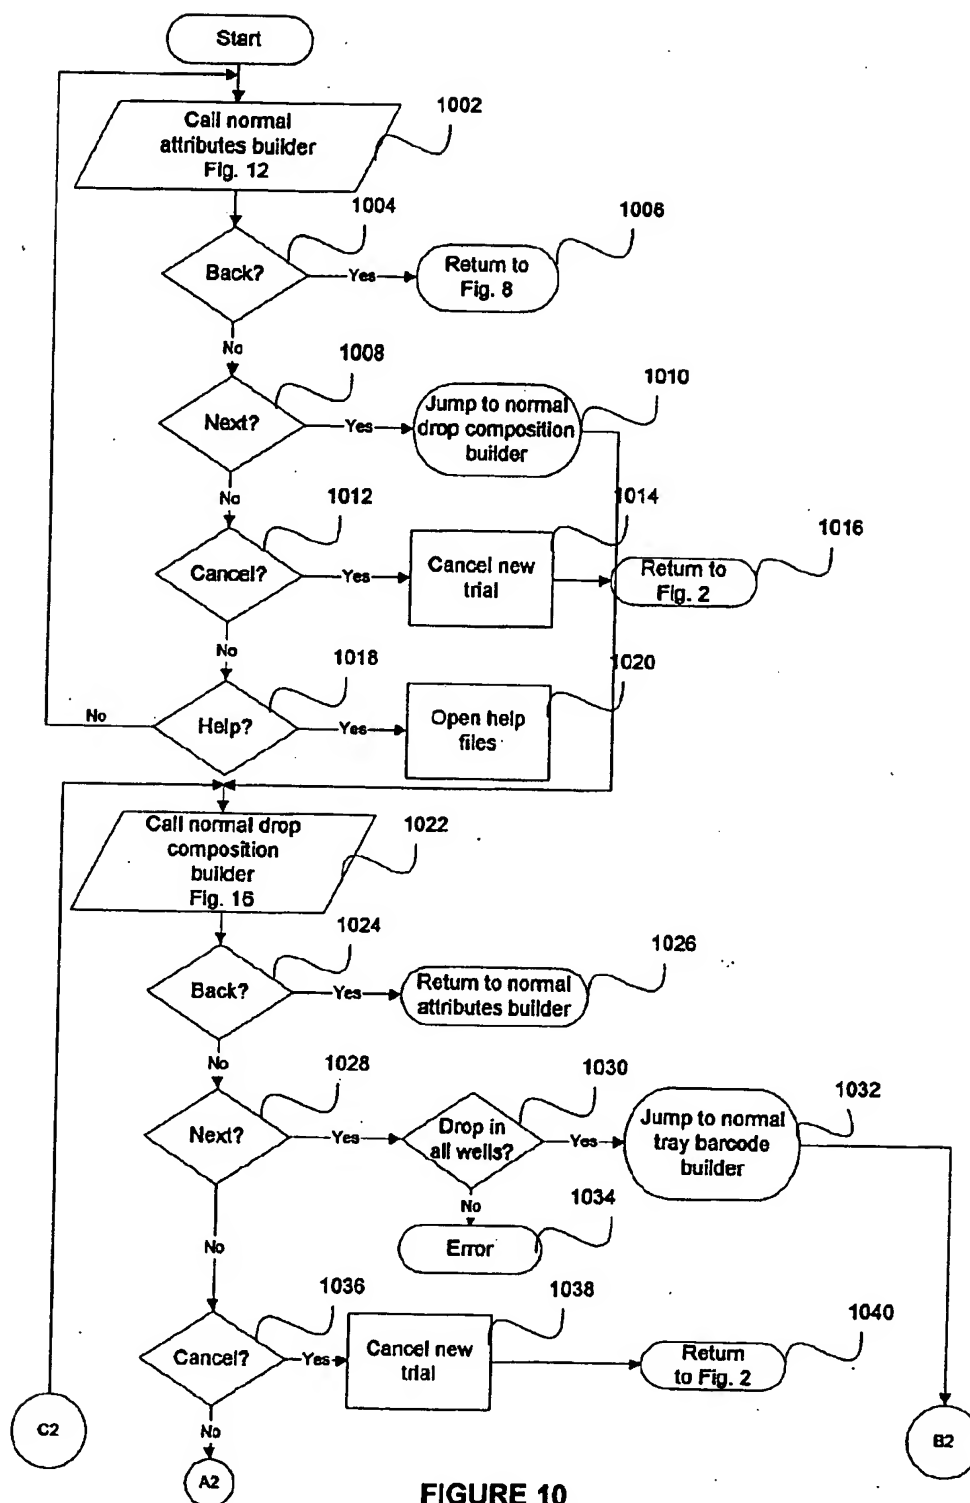 Start
Call normal
attributes builder
Fig. 12
1002
Back?
1004
Yes
Return to
Fig. 8
1006
No
Next?
1008
Yes
Jump to normal
drop composition
builder
1010
No
Cancel?
1012
Yes
Cancel new
trial
1014
Return to
Fig. 2
1016
No
Help?
1018
No
Yes
Open help
files
1020
Call normal drop
composition
builder
Fig. 16
1022
Back?
1024
Yes
Return to normal
attributes builder
1026
No
Next?
1028
Yes
Drop in
all wells?
1030
Yes
Jump to normal
tray barcode
builder
1032
No
Error
1034
No
Cancel?
1036
Yes
Cancel new
trial
1038
Return
to Fig. 2
1040
No
C2
A2
B2
FIGURE 10